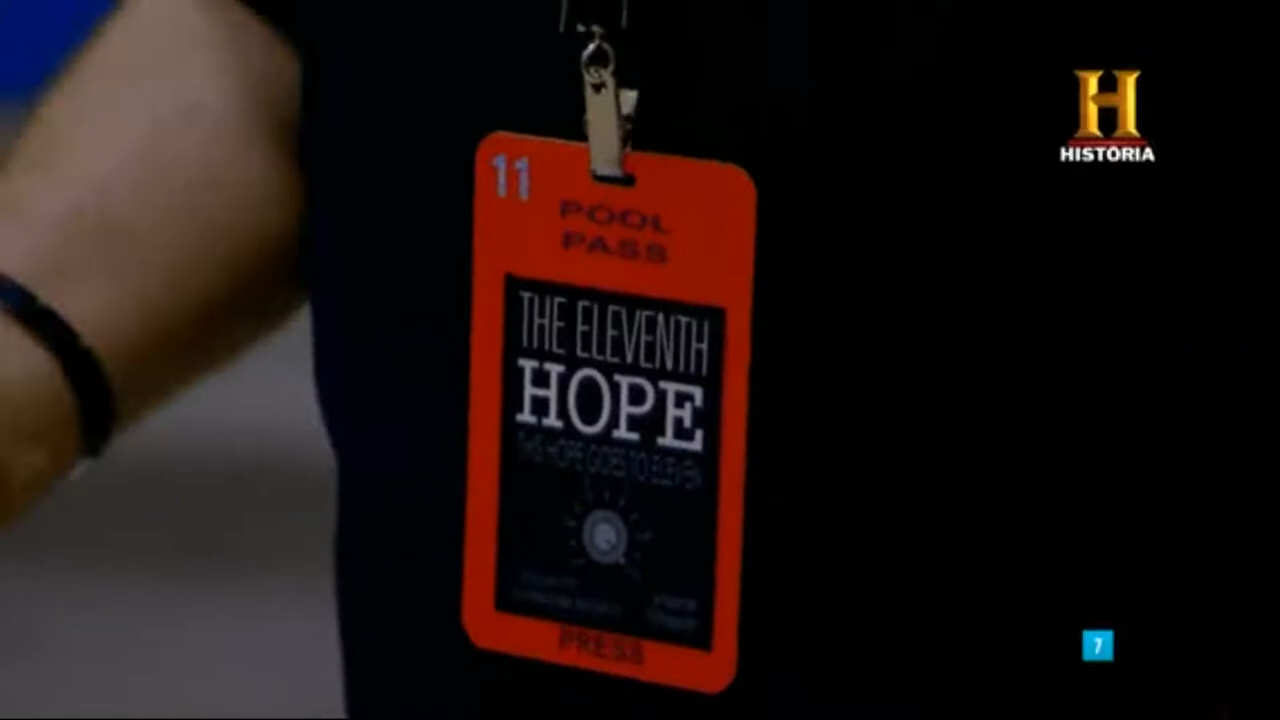 11
POOL
PASS
THE ELEVENTH
HOPE
THIS HOPE GOES TO ELEVEN
PRESS
H
HISTORIA
7